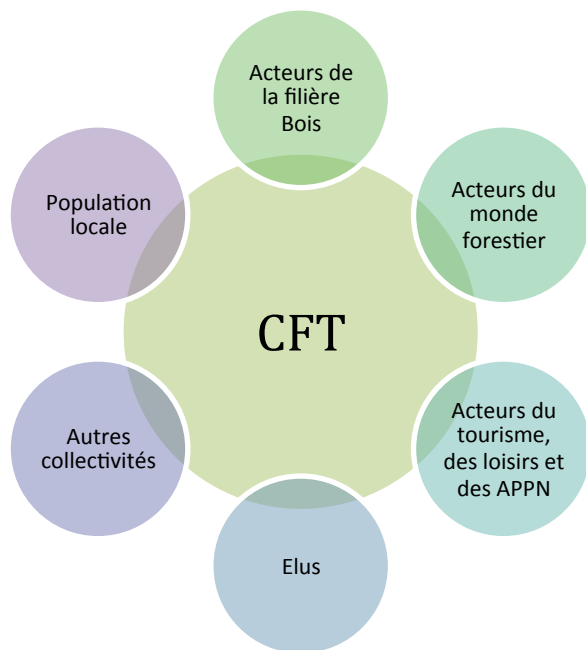 Acteurs de
la filière
Bois
Acteurs du
monde
forestier
Acteurs du
tourisme,
des loisirs et
des APPN
Elus
Autres
collectivités
Population
locale
CFT